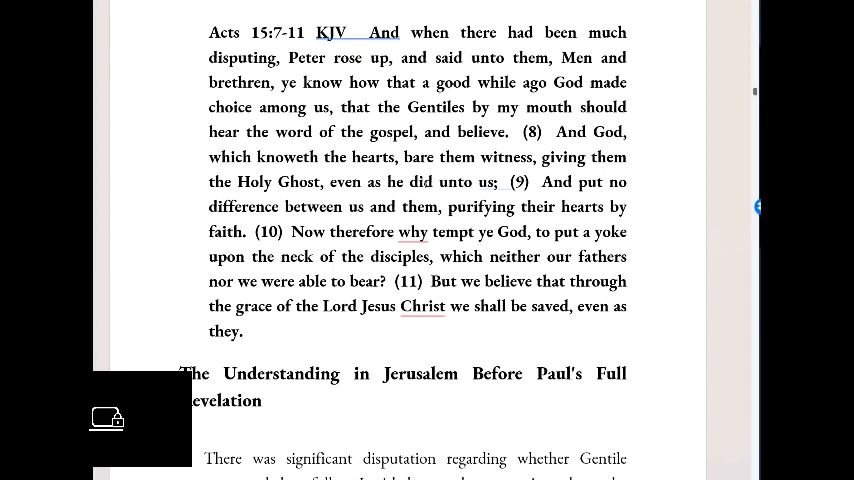 Acts 15:7-11 KJV And when there had been much
disputing, Peter rose up, and said unto them, Men and
brethren, ye know how that a good while ago God made
choice among us, that the Gentiles by my mouth should
hear the word of the gospel, and believe. (8) And God,
which knoweth the hearts, bare them witness, giving them
the Holy Ghost, even as he did unto us; (9) And put no
difference between us and them, purifying their hearts by
faith. (10) Now therefore why tempt ye God, to put a yoke
upon the neck of the disciples, which neither our fathers
nor we were able to bear? (11) But we believe that through
the grace of the Lord Jesus Christ we shall be saved, even as
they.
The Understanding in Jerusalem Before Paul's Full
evelation
There was significant disputation regarding whether Gentile